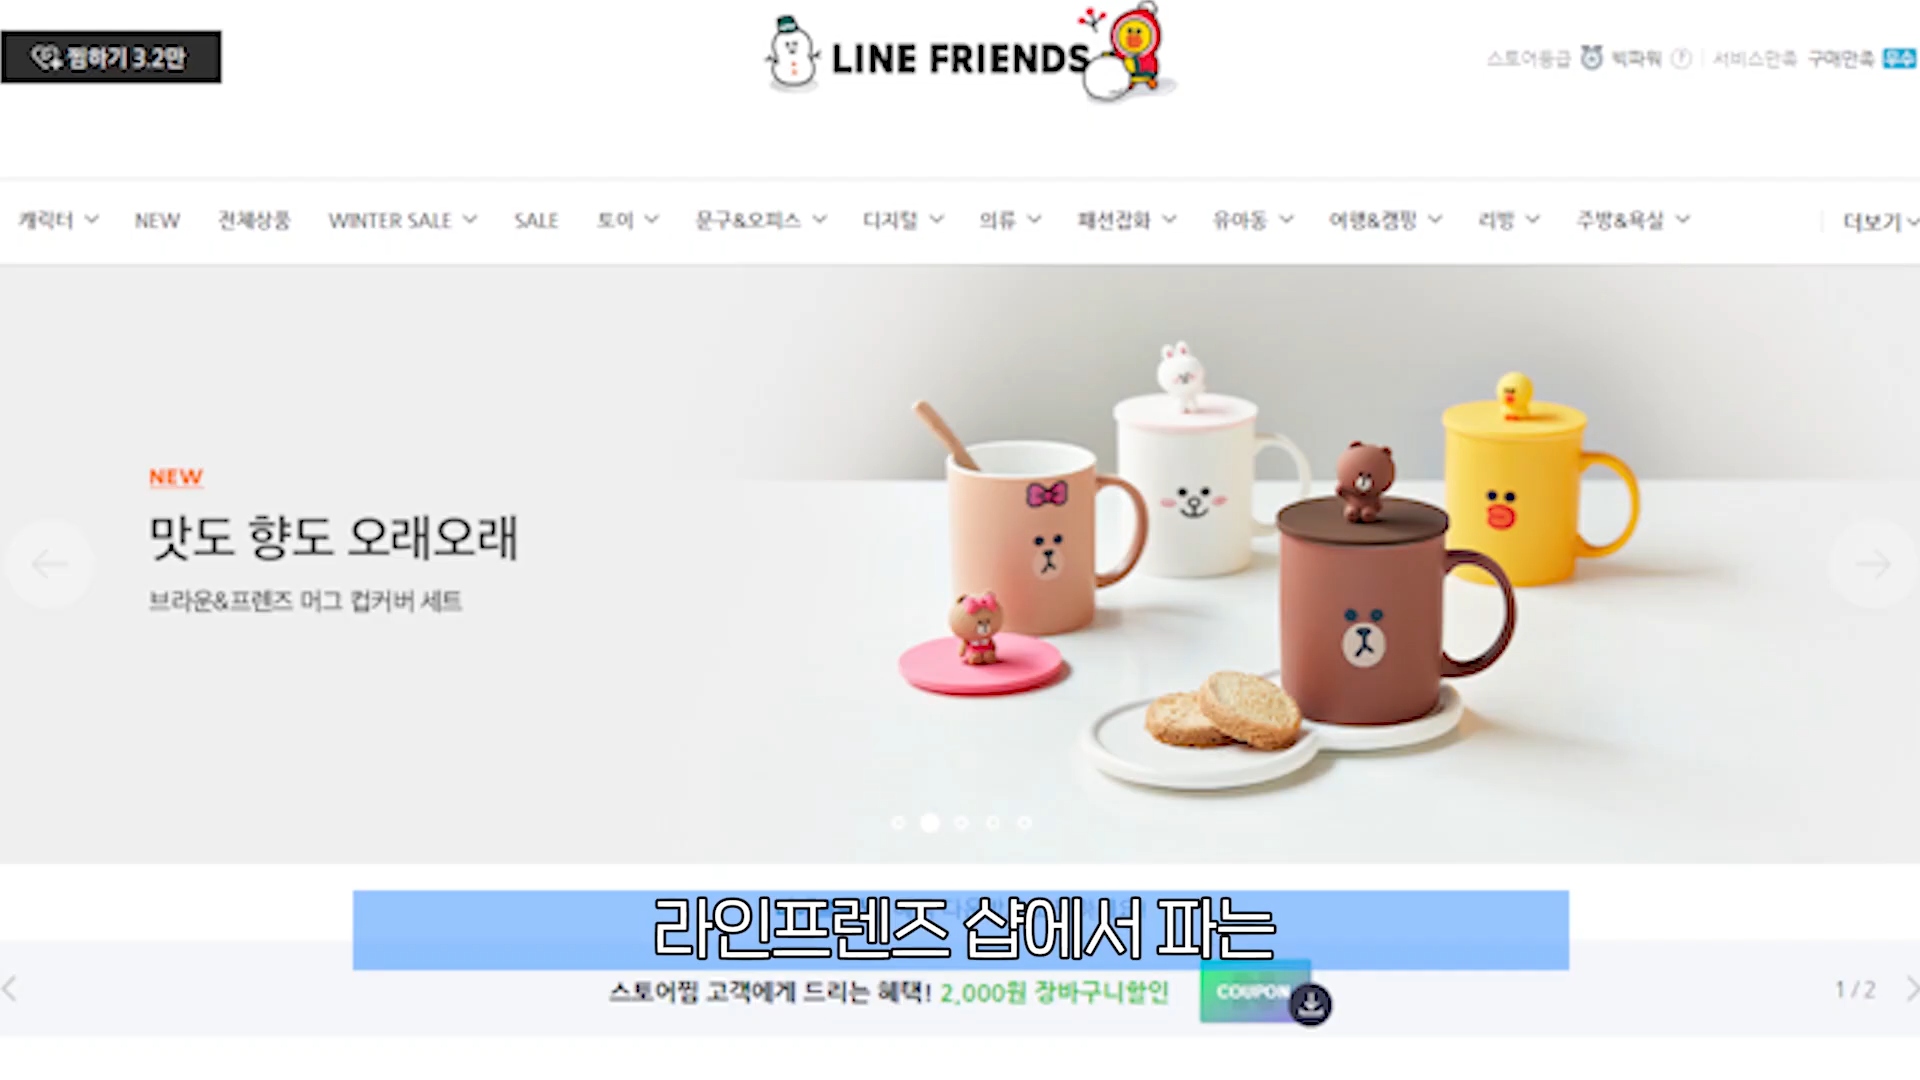 찜하기 3.2만
LINE FRIENDS
스토어등급 빅파워 ? 서비스만족 구매만족 우수
캐릭터 NEW 전체상품 WINTER SALE SALE 토이 문구&오피스 디지털 의류 패션잡화 유아동 여행&캠핑 리빙 주방&욕실 더보기
NEW
맛도 향도 오래오래
브라운&프렌즈 머그 컵커버 세트
라인프렌즈 샵에서 파는
스토어찜 고객에게 드리는 혜택! 2,000원 장바구니할인 COUPON
1 / 2